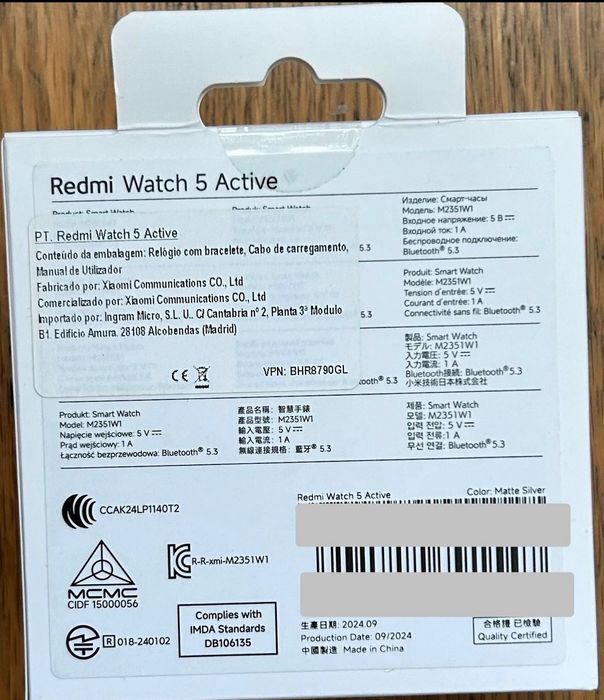 Redmi Watch 5 Active
PT. Redmi Watch 5 Active
Conteúdo da embalagem: Relógio com bracelete, Cabo de carregamento,
Manual de Utilizador
Fabricado por: Xiaomi Communications CO., Ltd
Comercializado por: Xiaomi Communications CO., Ltd
Importado por: Ingram Micro, S.L. U.. C/ Cantabria nº 2, Planta 3ª Modulo
B1. Edificio Amura. 28108 Alcobendas (Madrid)
CE
VPN: BHR8790GL
5.3
5.3
tooth® 5.3
Изделие: Смарт-часы
Модель: M2351W1
Входное напряжение: 5 В
Входной ток: 1 А
Беспроводное подключение:
Bluetooth® 5.3
Produit: Smart Watch
Modèle: M2351W1
Tension d'entrée: 5 V
Courant d'entrée: 1 A
Connectivité sans fil: Bluetooth® 5.3
製品: Smart Watch
モデル: M2351W1
入力電圧: 5 V
入力電流: 1 A
Bluetooth接続: Bluetooth® 5.3
小米技術日本株式会社
Produkt: Smart Watch
Model: M2351W1
Napięcie wejściowe: 5 V
Prąd wejściowy: 1 A
Łączność bezprzewodowa: Bluetooth® 5.3
產品名稱: 智慧手錶
產品型號: M2351W1
輸入電壓: 5 V
輸入電流: 1 A
無線連接規格: 藍牙® 5.3
제품: Smart Watch
모델: M2351W1
입력 전압: 5 V
입력 전류: 1 A
무선 연결: Bluetooth® 5.3
CCAK24LP1140T2
MCMC
CIDF 15000056
R-R-xmi-M2351W1
R 018-240102
Complies with
IMDA Standards
DB106135
Redmi Watch 5 Active
Color: Matte Silver
生產日期: 2024.09
Production Date: 09/2024
中國製造 Made in China
合格證 已檢驗
Quality Certified